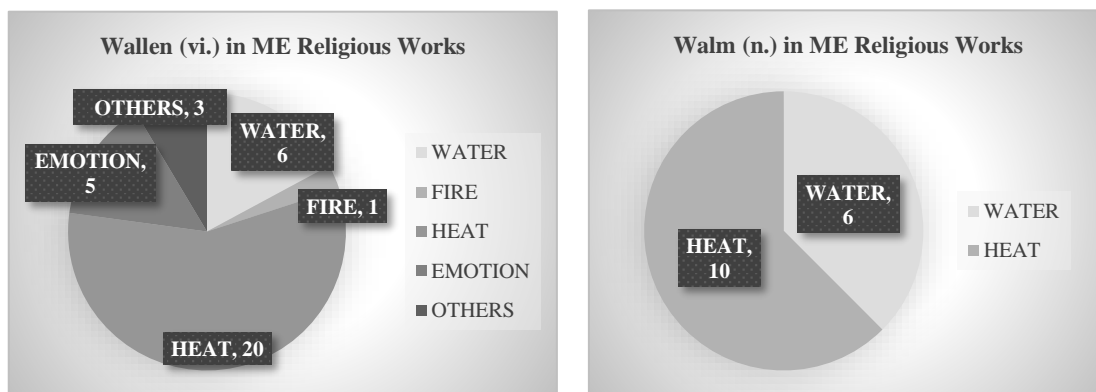 Wallen (vi.) in ME Religious Works
OTHERS, 3
WATER,
6
EMOTION,
5
FIRE, 1
HEAT, 20
WATER
FIRE
HEAT
EMOTION
OTHERS
Walm (n.) in ME Religious Works
WATER,
6
HEAT,
10
WATER
HEAT